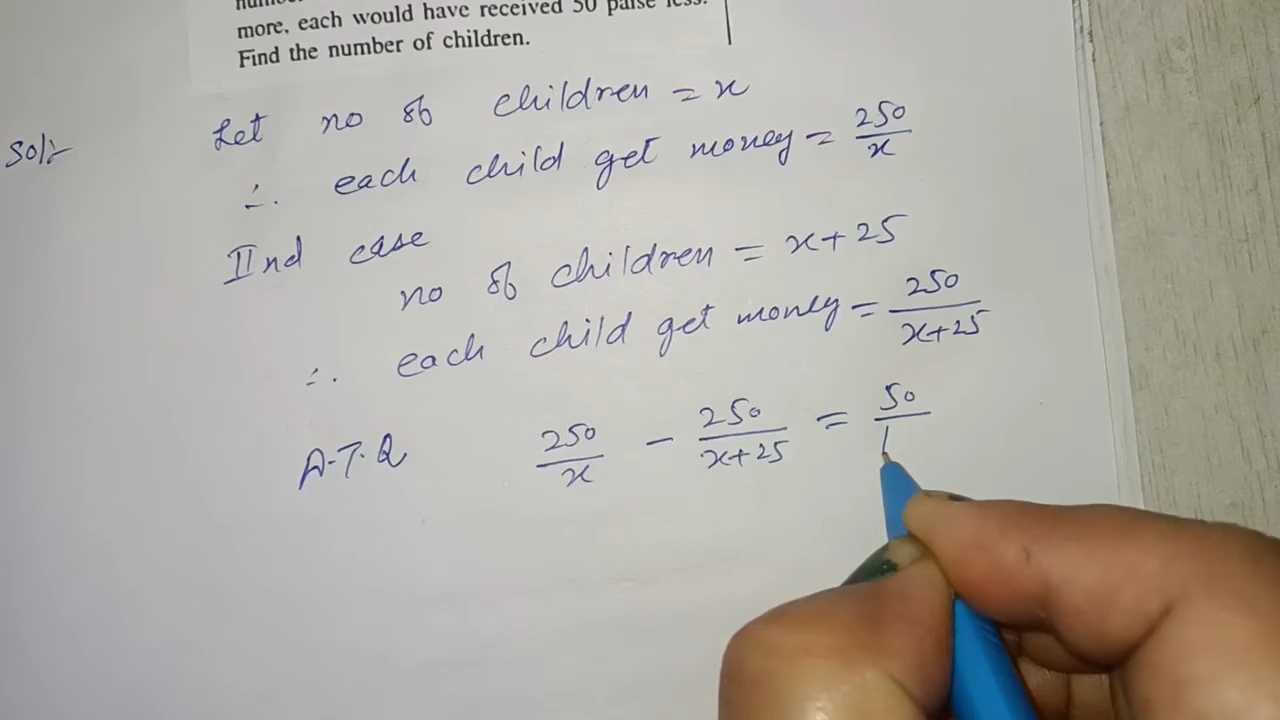 more, each would have received 50 paise less.
Find the number of children.
Sol:-
Let no of children = x
∴ each child get money = 250/x
IInd case
no of children = x+25
∴ each child get money = 250/(x+25)
A.T.Q 250/x - 250/(x+25) = 50/